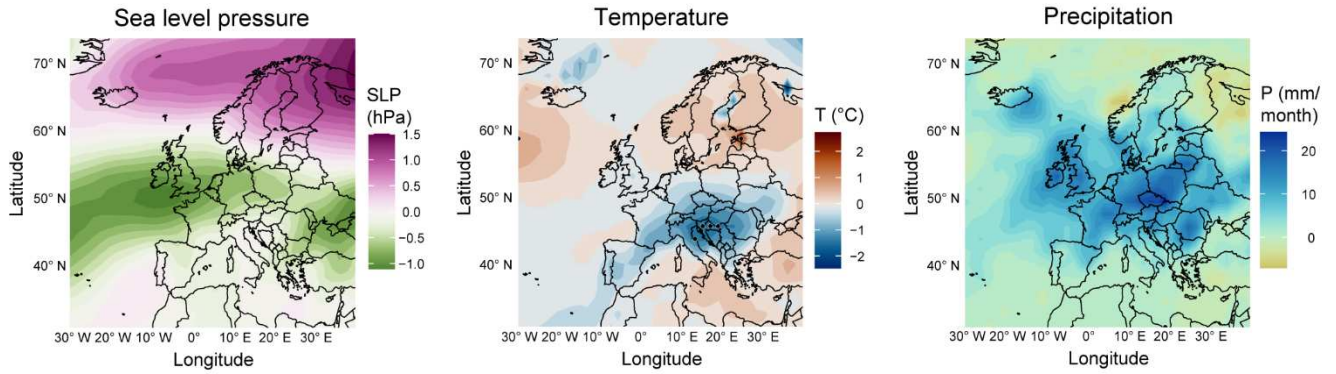 Sea level pressure
70° N
60° N
50° N
40° N
Latitude
30° W 20° W 10° W 0° 10° E 20° E 30° E
Longitude
SLP
(hPa)
1.5
1.0
0.5
0.0
−0.5
−1.0
Temperature
70° N
60° N
50° N
40° N
Latitude
30° W 20° W 10° W 0° 10° E 20° E 30° E
Longitude
T (°C)
2
1
0
−1
−2
Precipitation
70° N
60° N
50° N
40° N
Latitude
30° W 20° W 10° W 0° 10° E 20° E 30° E
Longitude
P (mm/
month)
20
10
0